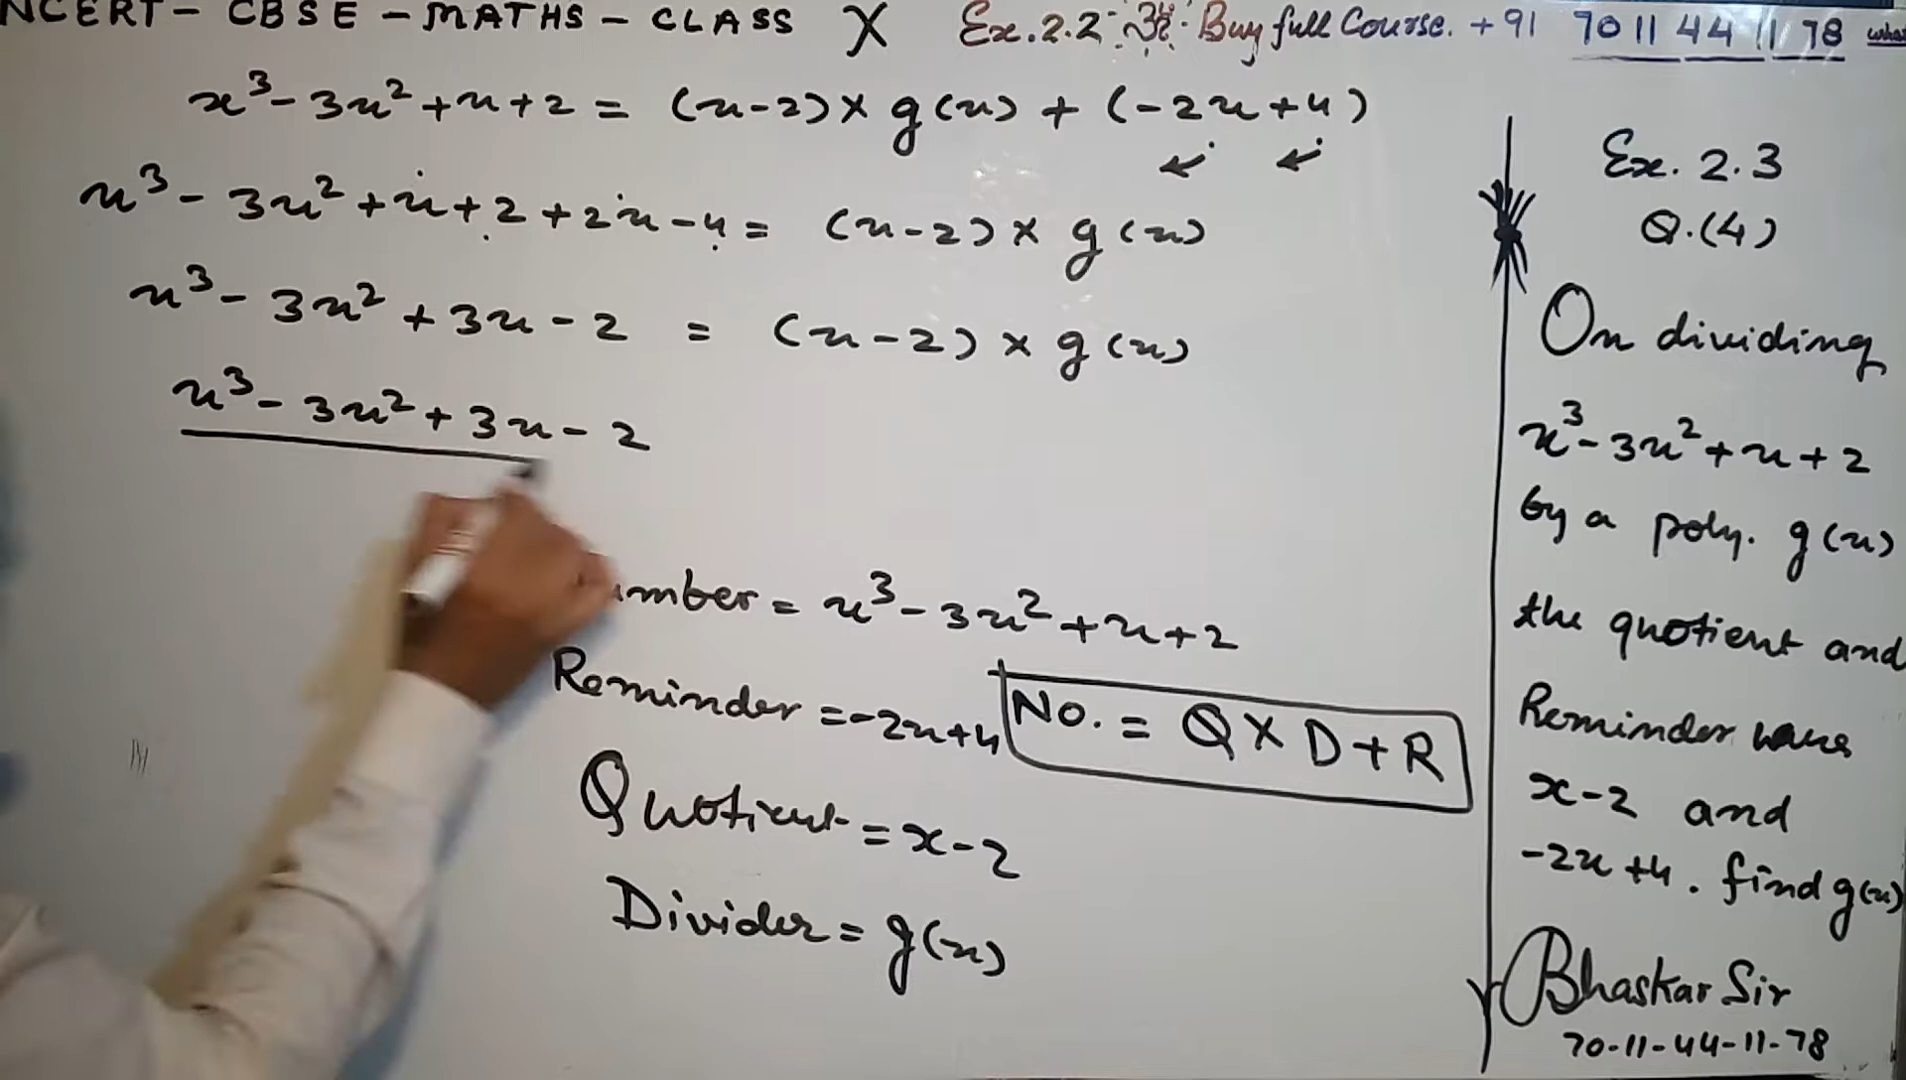 NCERT - CBSE - MATHS - CLASS X Ex. 2.2 Buy full Course. +91 70 11 44 11 78
x³ - 3x² + x + 2 = (x-2) × g(x) + (-2x + 4)
x³ - 3x² + x + 2 + 2x - 4 = (x-2) × g(x)
x³ - 3x² + 3x - 2 = (x-2) × g(x)
x³ - 3x² + 3x - 2
umber = x³ - 3x² + x + 2
Reminder = -2x+4
No. = Q × D + R
Quotient = x-2
Divider = g(x)
Ex. 2.3
Q.(4)
On dividing
x³ - 3x² + x + 2
by a poly. g(x)
the quotient and
Reminder were
x-2 and
-2x+4. find g(x)
Bhaskar Sir
70-11-44-11-78